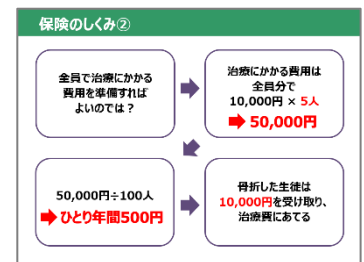 保険のしくみ②
全員で治療にかかる
費用を準備すれば
よいのでは？
治療にかかる費用は
全員分で
10,000円 × 5人
➡ 50,000円
50,000円÷100人
➡ ひとり年間500円
骨折した生徒は
10,000円を受け取り、
治療費にあてる